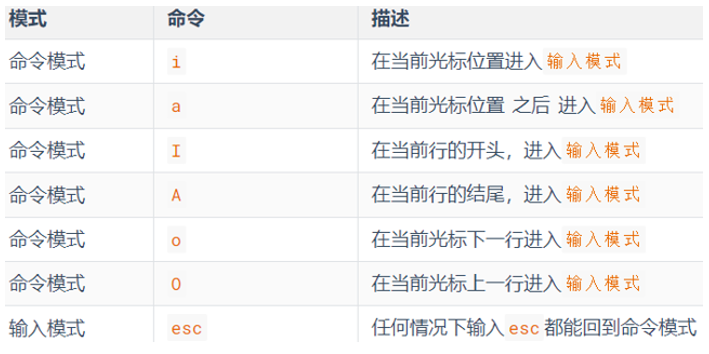 模式 命令 描述
命令模式 i 在当前光标位置进入输入模式
命令模式 a 在当前光标位置 之后 进入输入模式
命令模式 I 在当前行的开头，进入输入模式
命令模式 A 在当前行的结尾，进入输入模式
命令模式 o 在当前光标下一行进入输入模式
命令模式 O 在当前光标上一行进入输入模式
输入模式 esc 任何情况下输入esc都能回到命令模式